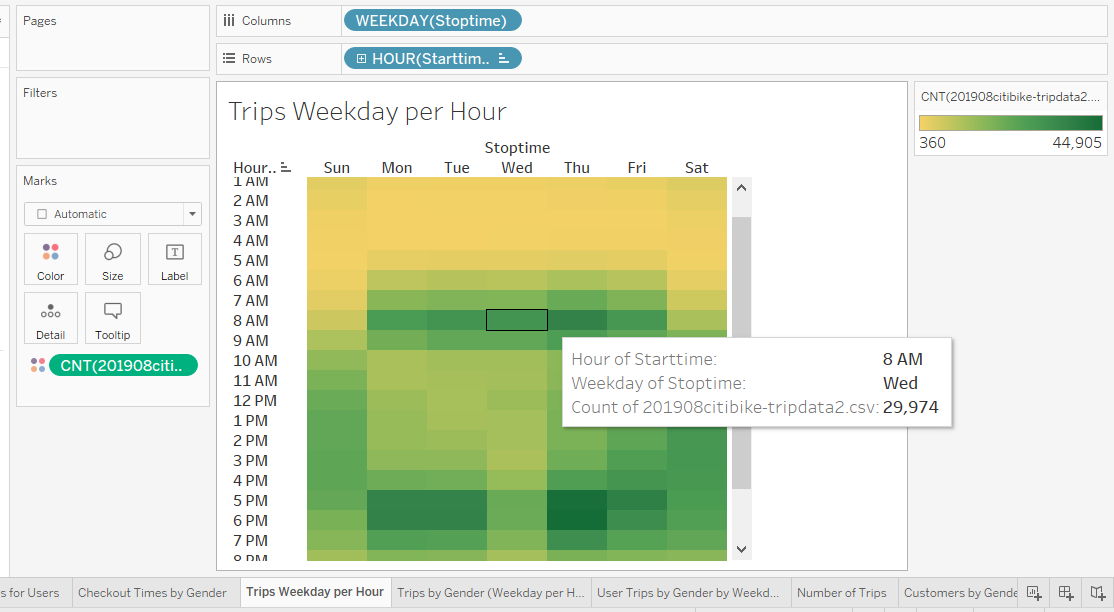 Pages
Columns
WEEKDAY(Stoptime)
Rows
HOUR(Starttim..
Filters
Marks
Automatic
Color
Size
Label
T
Detail
Tooltip
CNT(201908citi..
Trips Weekday per Hour
Stoptime
Hour.. Sun Mon Tue Wed Thu Fri Sat
1 AM
2 AM
3 AM
4 AM
5 AM
6 AM
7 AM
8 AM
9 AM
10 AM
11 AM
12 PM
1 PM
2 PM
3 PM
4 PM
5 PM
6 PM
7 PM
8 PM
Hour of Starttime: 8 AM
Weekday of Stoptime: Wed
Count of 201908citibike-tripdata2.csv: 29,974
CNT(201908citibike-tripdata2....
360 44,905
s for Users
Checkout Times by Gender
Trips Weekday per Hour
Trips by Gender (Weekday per H...
User Trips by Gender by Weekd...
Number of Trips
Customers by Gende